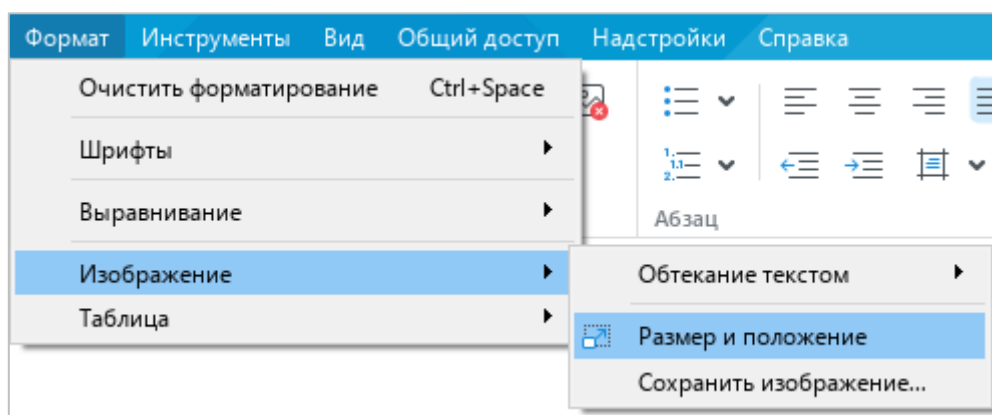 Формат Инструменты Вид Общий доступ Надстройки Справка
Очистить форматирование Ctrl+Space
Шрифты
Выравнивание
Абзац
Изображение
Таблица
Обтекание текстом
Размер и положение
Сохранить изображение...